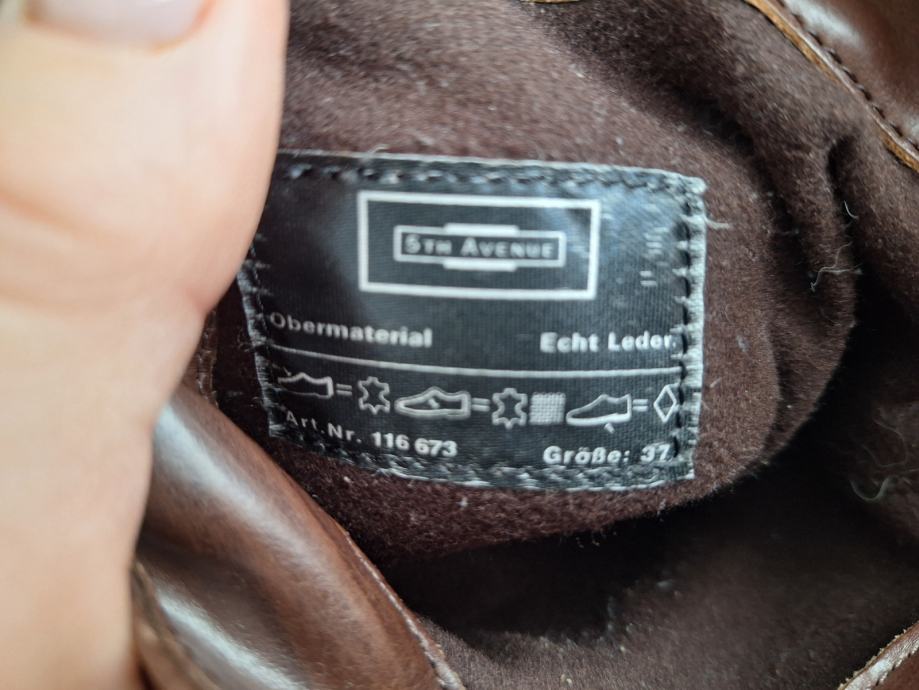 5TH AVENUE
Obermaterial Echt Leder
Art.Nr. 116 673 Größe: 37